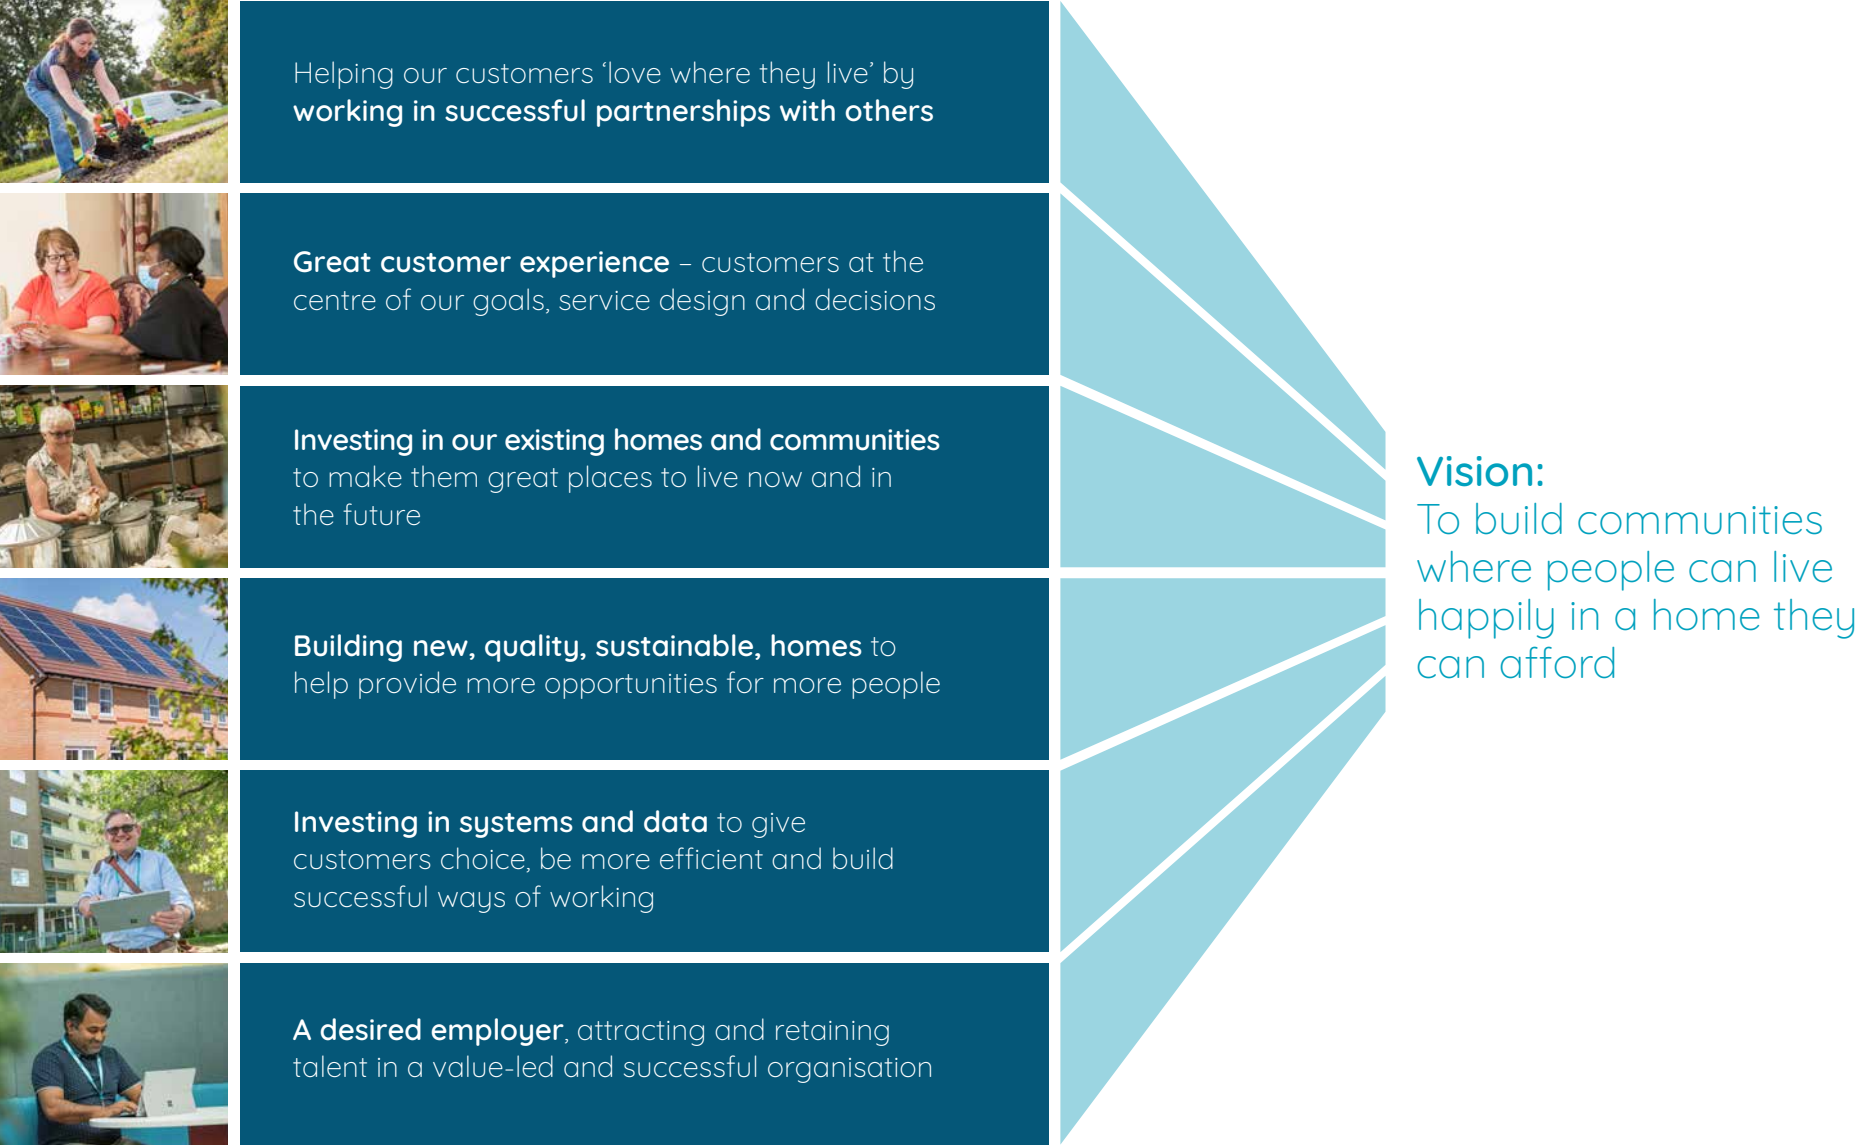 Helping our customers ‘love where they live’ by
working in successful partnerships with others
Great customer experience – customers at the
centre of our goals, service design and decisions
Investing in our existing homes and communities
to make them great places to live now and in
the future
Building new, quality, sustainable, homes to
help provide more opportunities for more people
Investing in systems and data to give
customers choice, be more efficient and build
successful ways of working
A desired employer, attracting and retaining
talent in a value-led and successful organisation
Vision:
To build communities
where people can live
happily in a home they
can afford